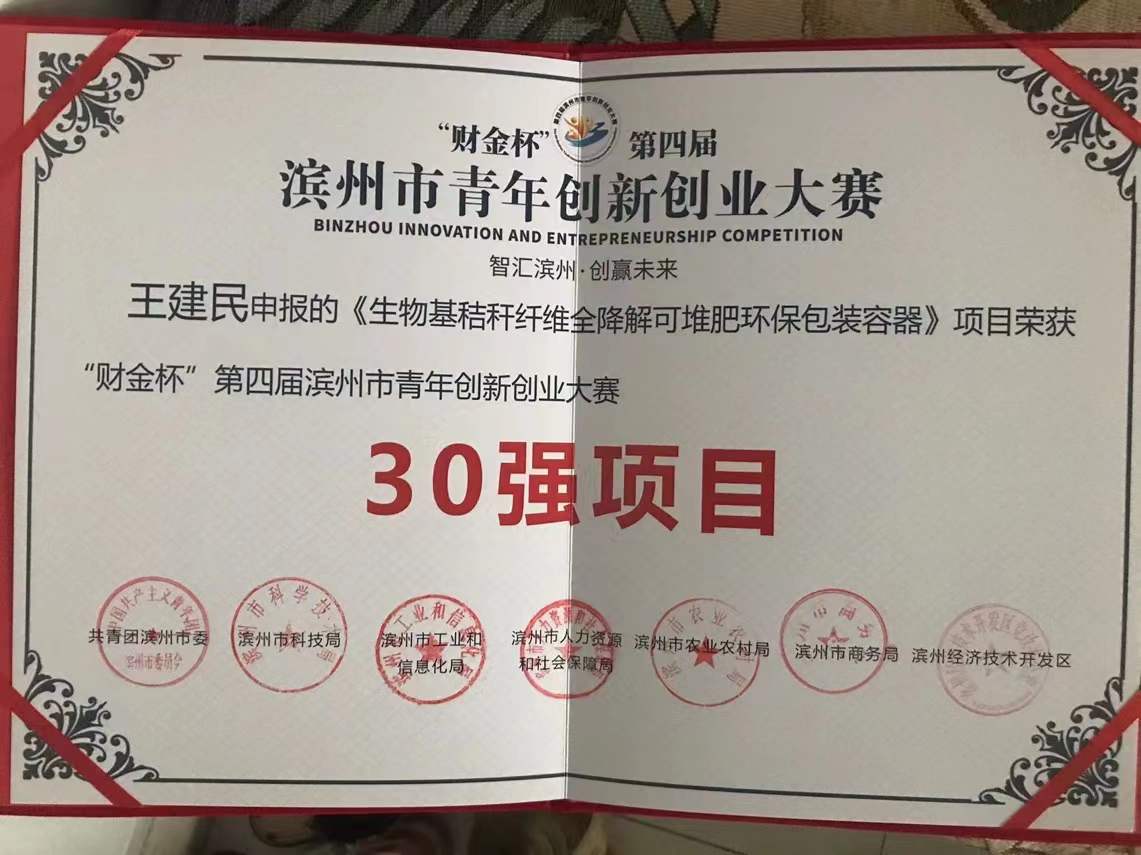 “财金杯” 第四届
滨州市青年创新创业大赛
BINZHOU INNOVATION AND ENTREPRENEURSHIP COMPETITION
智汇滨州·创赢未来
王建民申报的《生物基秸秆纤维全降解可堆肥环保包装容器》项目荣获
“财金杯”第四届滨州市青年创新创业大赛
30强项目
共青团滨州市委
滨州市科技局
滨州市工业和
信息化局
滨州市人力资源
和社会保障局
滨州市农业农村局
滨州市商务局
滨州经济技术开发区